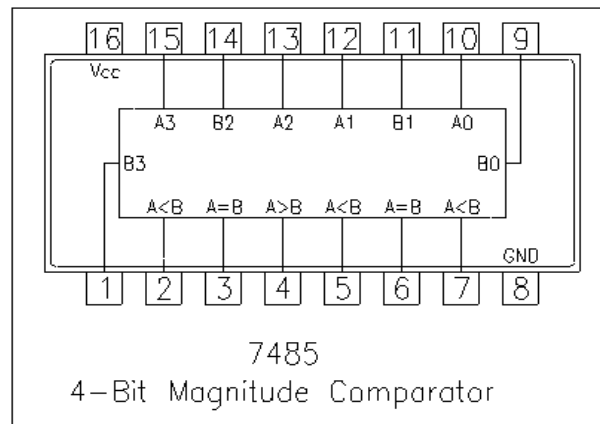 16 15 14 13 12 11 10 9
Vcc
A3 B2 A2 A1 B1 A0
B3 B0
A<B A=B A>B A<B A=B A<B
GND
1 2 3 4 5 6 7 8
7485
4-Bit Magnitude Comparator